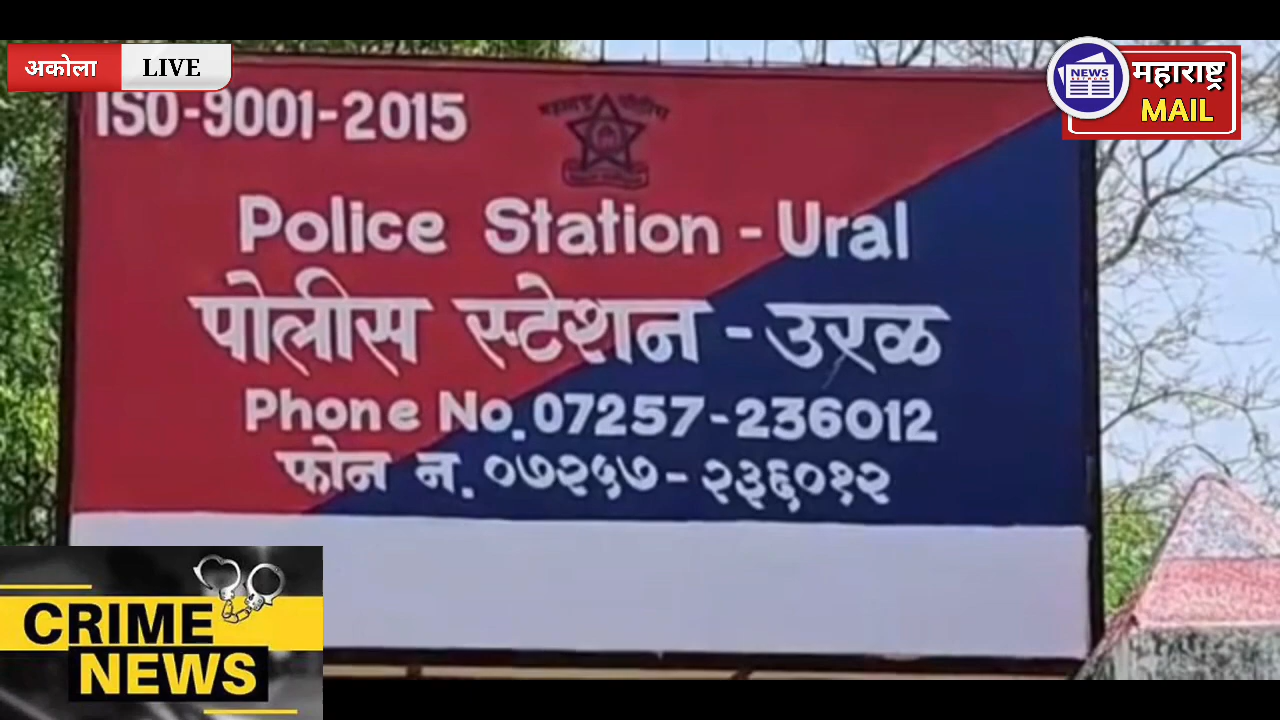 अकोला LIVE
NEWS
NETWORK
महाराष्ट्र
MAIL
ISO-9001-2015
Police Station - Ural
पोलीस स्टेशन - उरळ
Phone No. 07257-236012
फोन न. ०७२५७-२३६०१२
CRIME
NEWS